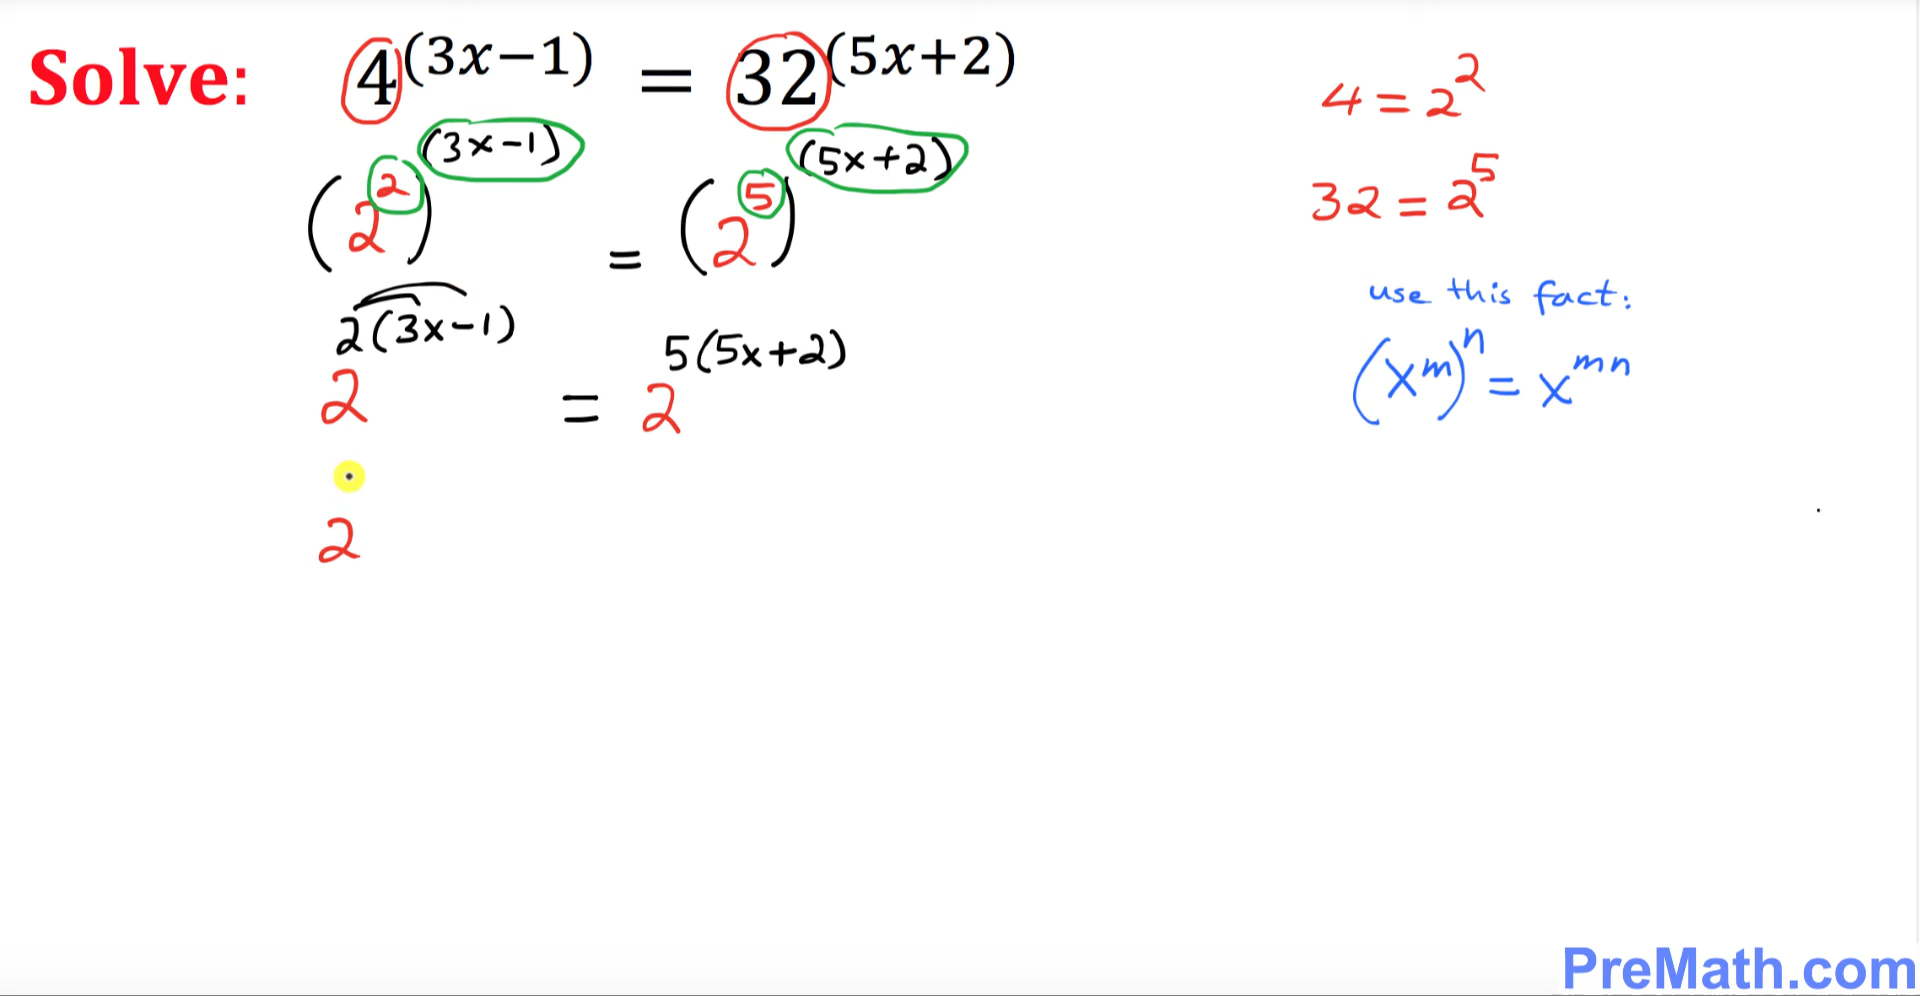 Solve: 4^(3x−1) = 32^(5x+2)
4 = 2^2
(2^2)^(3x−1) = (2^5)^(5x+2)
32 = 2^5
use this fact:
2^2(3x−1) = 2^5(5x+2)
(x^m)^n = x^mn
2
PreMath.com